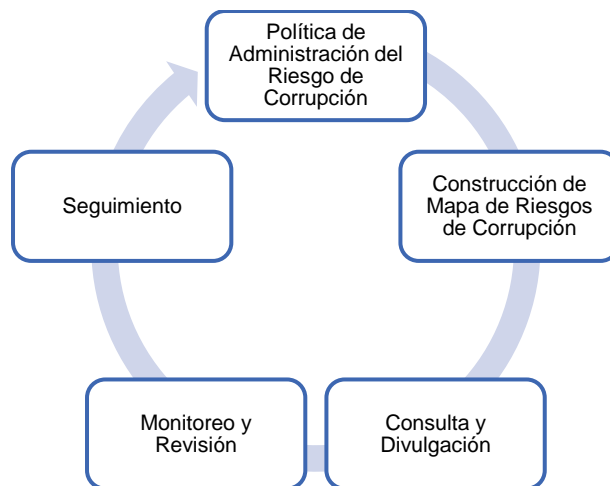 Política de
Administración del
Riesgo de
Corrupción
Construcción de
Mapa de Riesgos
de Corrupción
Consulta y
Divulgación
Monitoreo y
Revisión
Seguimiento